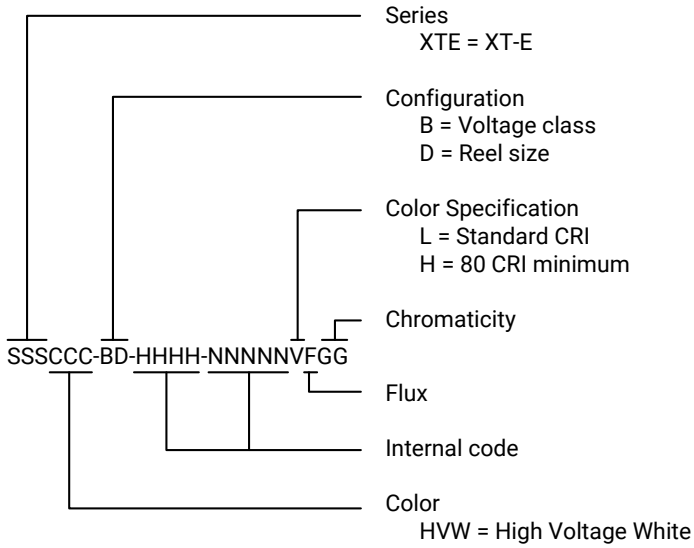 Series
XTE = XT-E
Configuration
B = Voltage class
D = Reel size
Color Specification
L = Standard CRI
H = 80 CRI minimum
Chromaticity
SSSCCC-BD-HHHH-NNNNNVFGG
Flux
Internal code
Color
HVW = High Voltage White